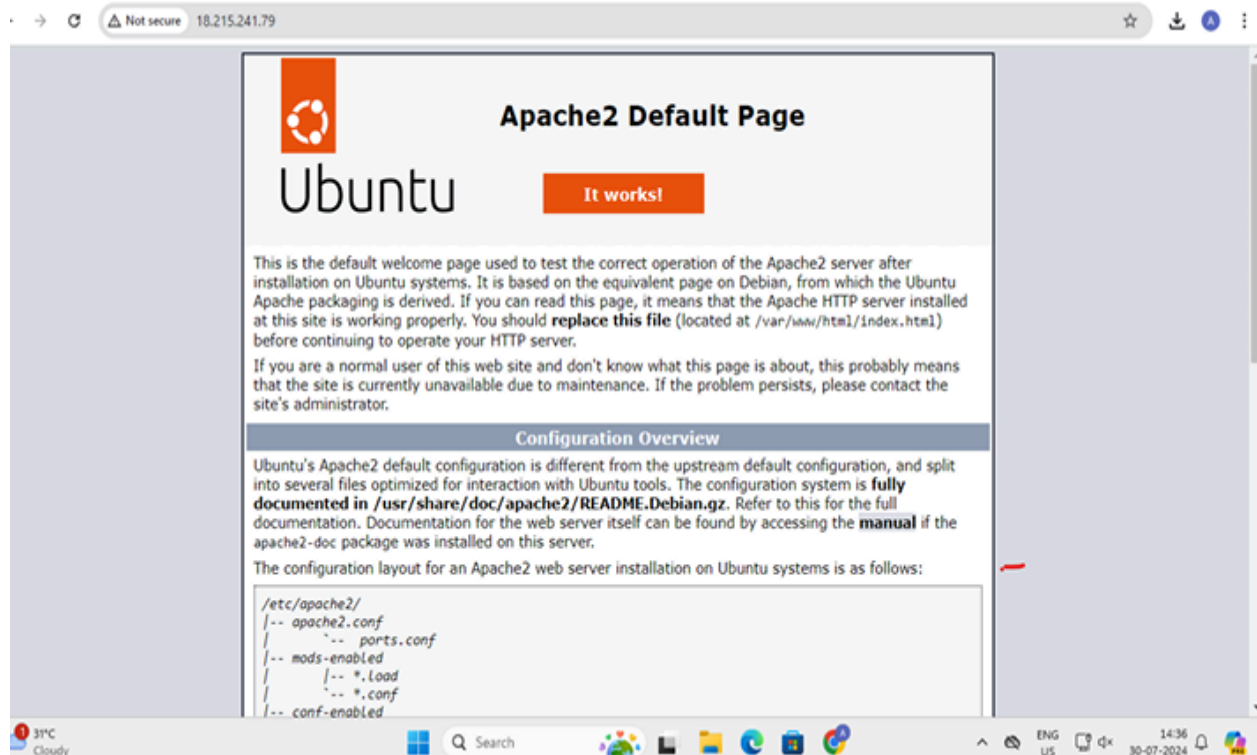 Not secure 18.215.241.79
A
Apache2 Default Page
Ubuntu
It works!
This is the default welcome page used to test the correct operation of the Apache2 server after
installation on Ubuntu systems. It is based on the equivalent page on Debian, from which the Ubuntu
Apache packaging is derived. If you can read this page, it means that the Apache HTTP server installed
at this site is working properly. You should replace this file (located at /var/www/html/index.html)
before continuing to operate your HTTP server.
If you are a normal user of this web site and don't know what this page is about, this probably means
that the site is currently unavailable due to maintenance. If the problem persists, please contact the
site's administrator.
Configuration Overview
Ubuntu's Apache2 default configuration is different from the upstream default configuration, and split
into several files optimized for interaction with Ubuntu tools. The configuration system is fully
documented in /usr/share/doc/apache2/README.Debian.gz. Refer to this for the full
documentation. Documentation for the web server itself can be found by accessing the manual if the
apache2-doc package was installed on this server.
The configuration layout for an Apache2 web server installation on Ubuntu systems is as follows:
/etc/apache2/
|-- apache2.conf
|       `--  ports.conf
|-- mods-enabled
|       |-- *.load
|       `-- *.conf
|-- conf-enabled
1
31°C
Cloudy
Search
ENG
US
14:36
30-07-2024